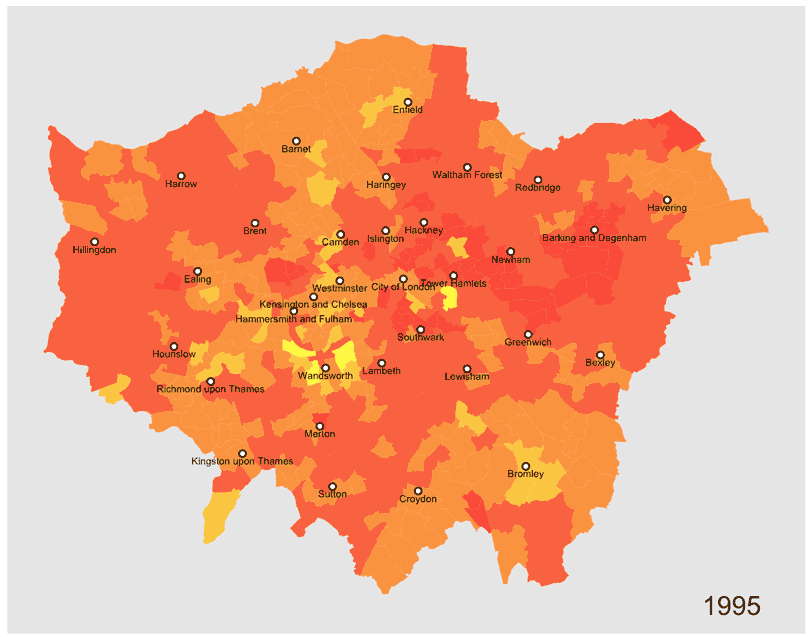 Enfield
Barnet
Harrow
Haringey
Waltham Forest
Redbridge
Havering
Brent
Camden
Islington
Hackney
Barking and Degenham
Hillingdon
Newham
Ealing
Westminster
City of London
Tower Hamlets
Kensington and Chelsea
Hammersmith and Fulham
Southwark
Greenwich
Hounslow
Bexley
Wandsworth
Lambeth
Lewisham
Richmond upon Thames
Merton
Kingston upon Thames
Bromley
Sutton
Croydon
1995